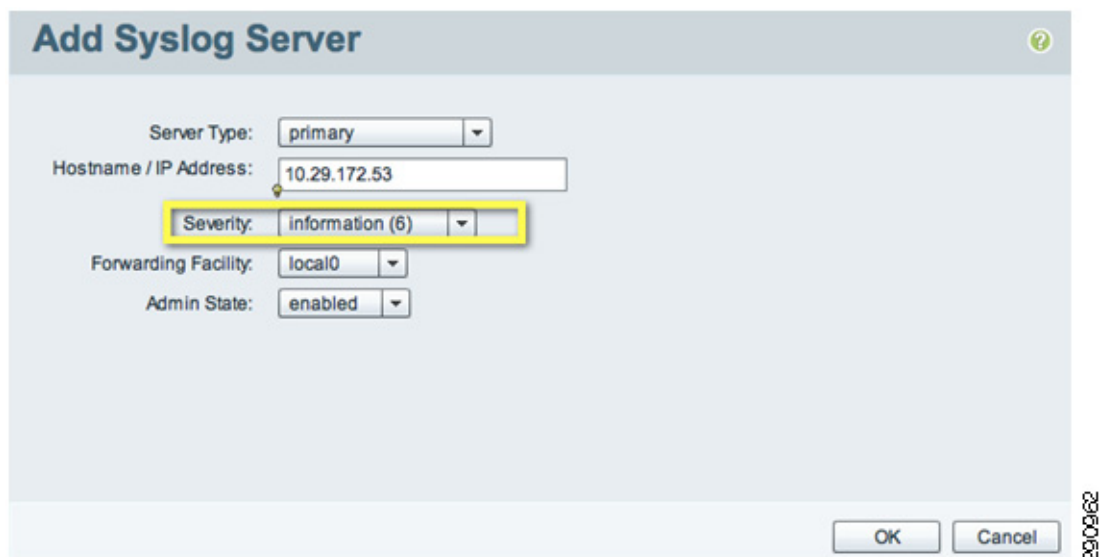 Add Syslog Server
?
Server Type: primary
Hostname / IP Address: 10.29.172.53
Severity: information (6)
Forwarding Facility: local0
Admin State: enabled
OK Cancel
290962